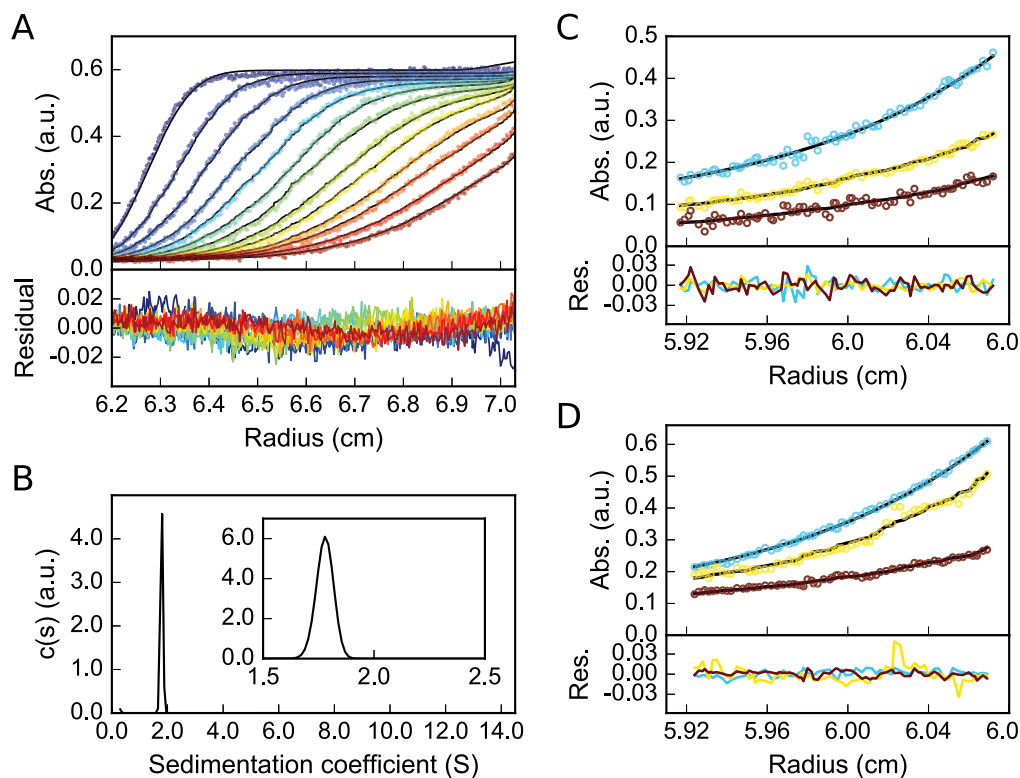 A
Abs. (a.u.)
0.6
0.4
0.2
0.0
Residual
0.02
0.00
-0.02
6.2 6.3 6.4 6.5 6.6 6.7 6.8 6.9 7.0
Radius (cm)
B
c(s) (a.u.)
4.0
3.0
2.0
1.0
0.0
6.0
4.0
2.0
0.0
1.5 2.0 2.5
0.0 2.0 4.0 6.0 8.0 10.0 12.0 14.0
Sedimentation coefficient (S)
C
Abs. (a.u.)
0.5
0.4
0.3
0.2
0.1
0.0
Res.
0.03
0.00
-0.03
5.92 5.96 6.0 6.04 6.0
Radius (cm)
D
Abs. (a.u.)
0.6
0.5
0.4
0.3
0.2
0.1
0.0
Res.
0.03
0.00
-0.03
5.92 5.96 6.00 6.04 6.0
Radius (cm)